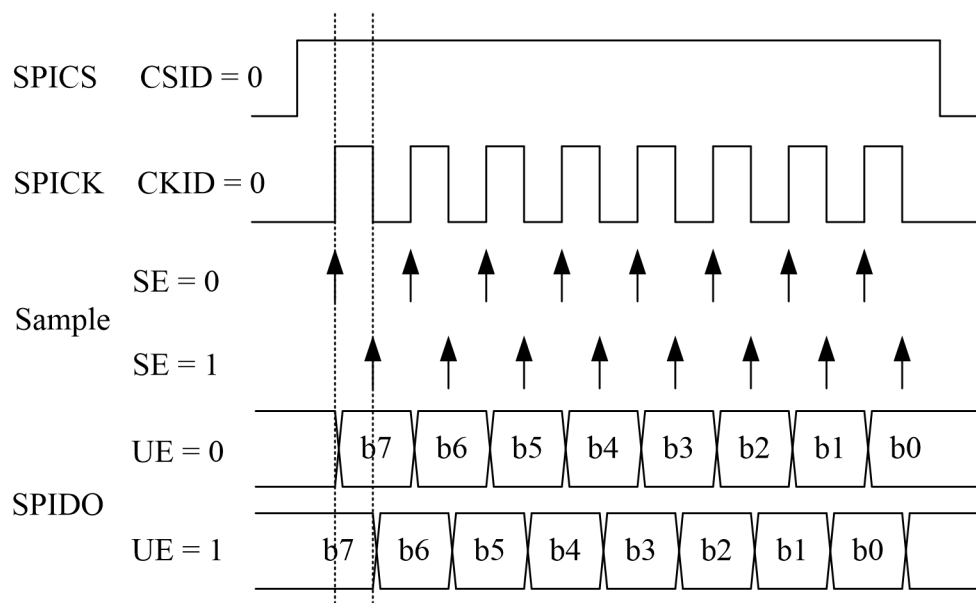 SPICS CSID = 0
SPICK CKID = 0
SE = 0
Sample
SE = 1
UE = 0 b7 b6 b5 b4 b3 b2 b1 b0
SPIDO
UE = 1 b7 b6 b5 b4 b3 b2 b1 b0